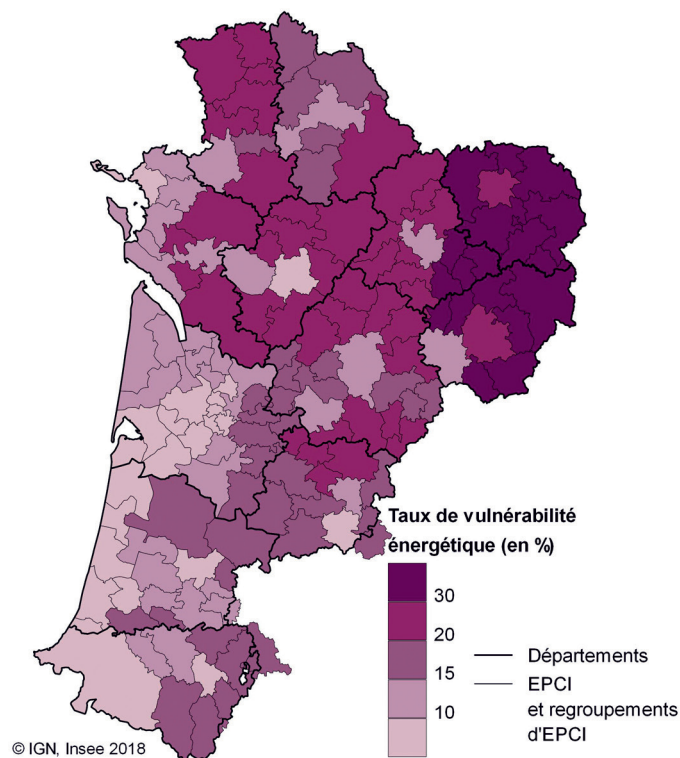 Taux de vulnérabilité
énergétique (en %)
30
20
15
10
Départements
EPCI
et regroupements
d'EPCI
© IGN, Insee 2018